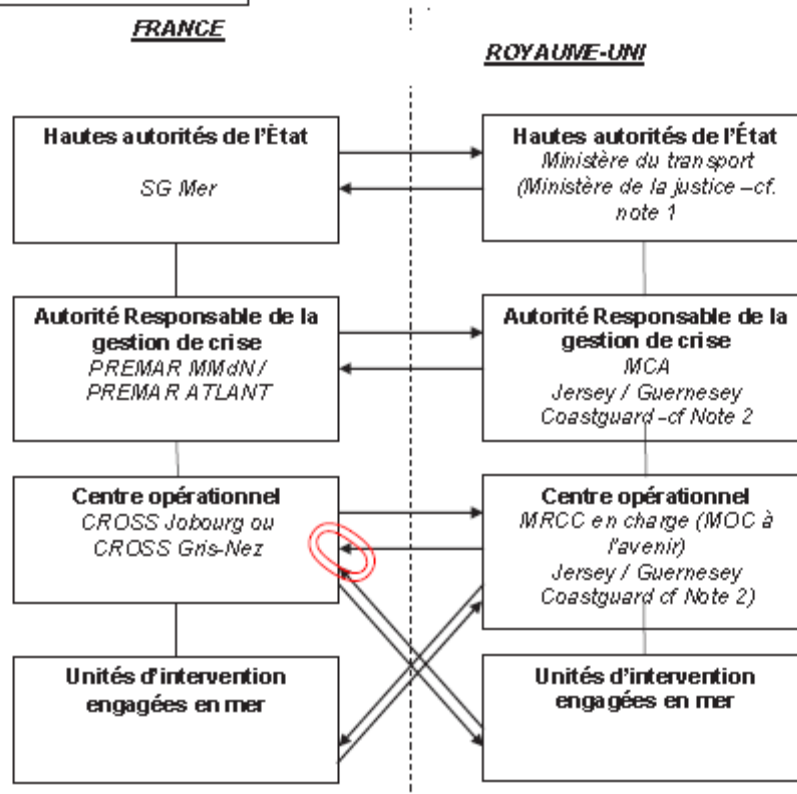 FRANCE
ROYAUME-UNI
Hautes autorités de l'État
SG Mer
Hautes autorités de l'État
Ministère du transport
(Ministère de la justice –cf.
note 1
Autorité Responsable de la
gestion de crise
PREMAR MMdN /
PREMAR ATLANT
Autorité Responsable de la
gestion de crise
MCA
Jersey / Guernesey
Coastguard -cf Note 2
Centre opérationnel
CROSS Jobourg ou
CROSS Gris-Nez
Centre opérationnel
MRCC en charge (MOC à
l'avenir)
Jersey / Guernesey
Coastguard cf Note 2)
Unités d'intervention
engagées en mer
Unités d'intervention
engagées en mer